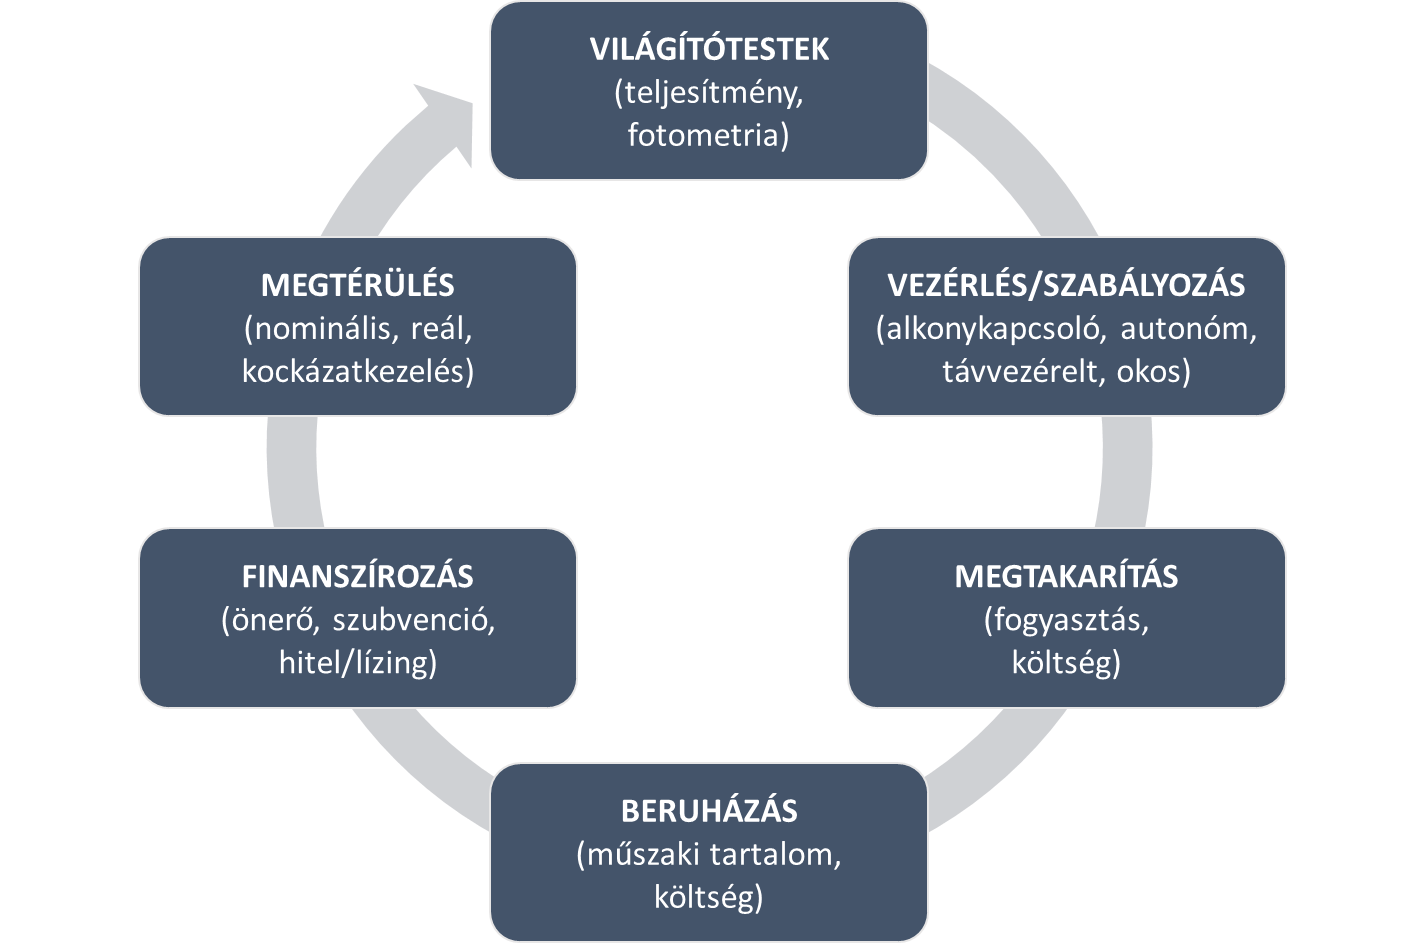 VILÁGÍTÓTESTEK
(teljesítmény,
fotometria)
VEZÉRLÉS/SZABÁLYOZÁS
(alkonykapcsoló, autonóm,
távvezérelt, okos)
MEGTAKARÍTÁS
(fogyasztás,
költség)
BERUHÁZÁS
(műszaki tartalom,
költség)
FINANSZÍROZÁS
(önerő, szubvenció,
hitel/lízing)
MEGTÉRÜLÉS
(nominális, reál,
kockázatkezelés)